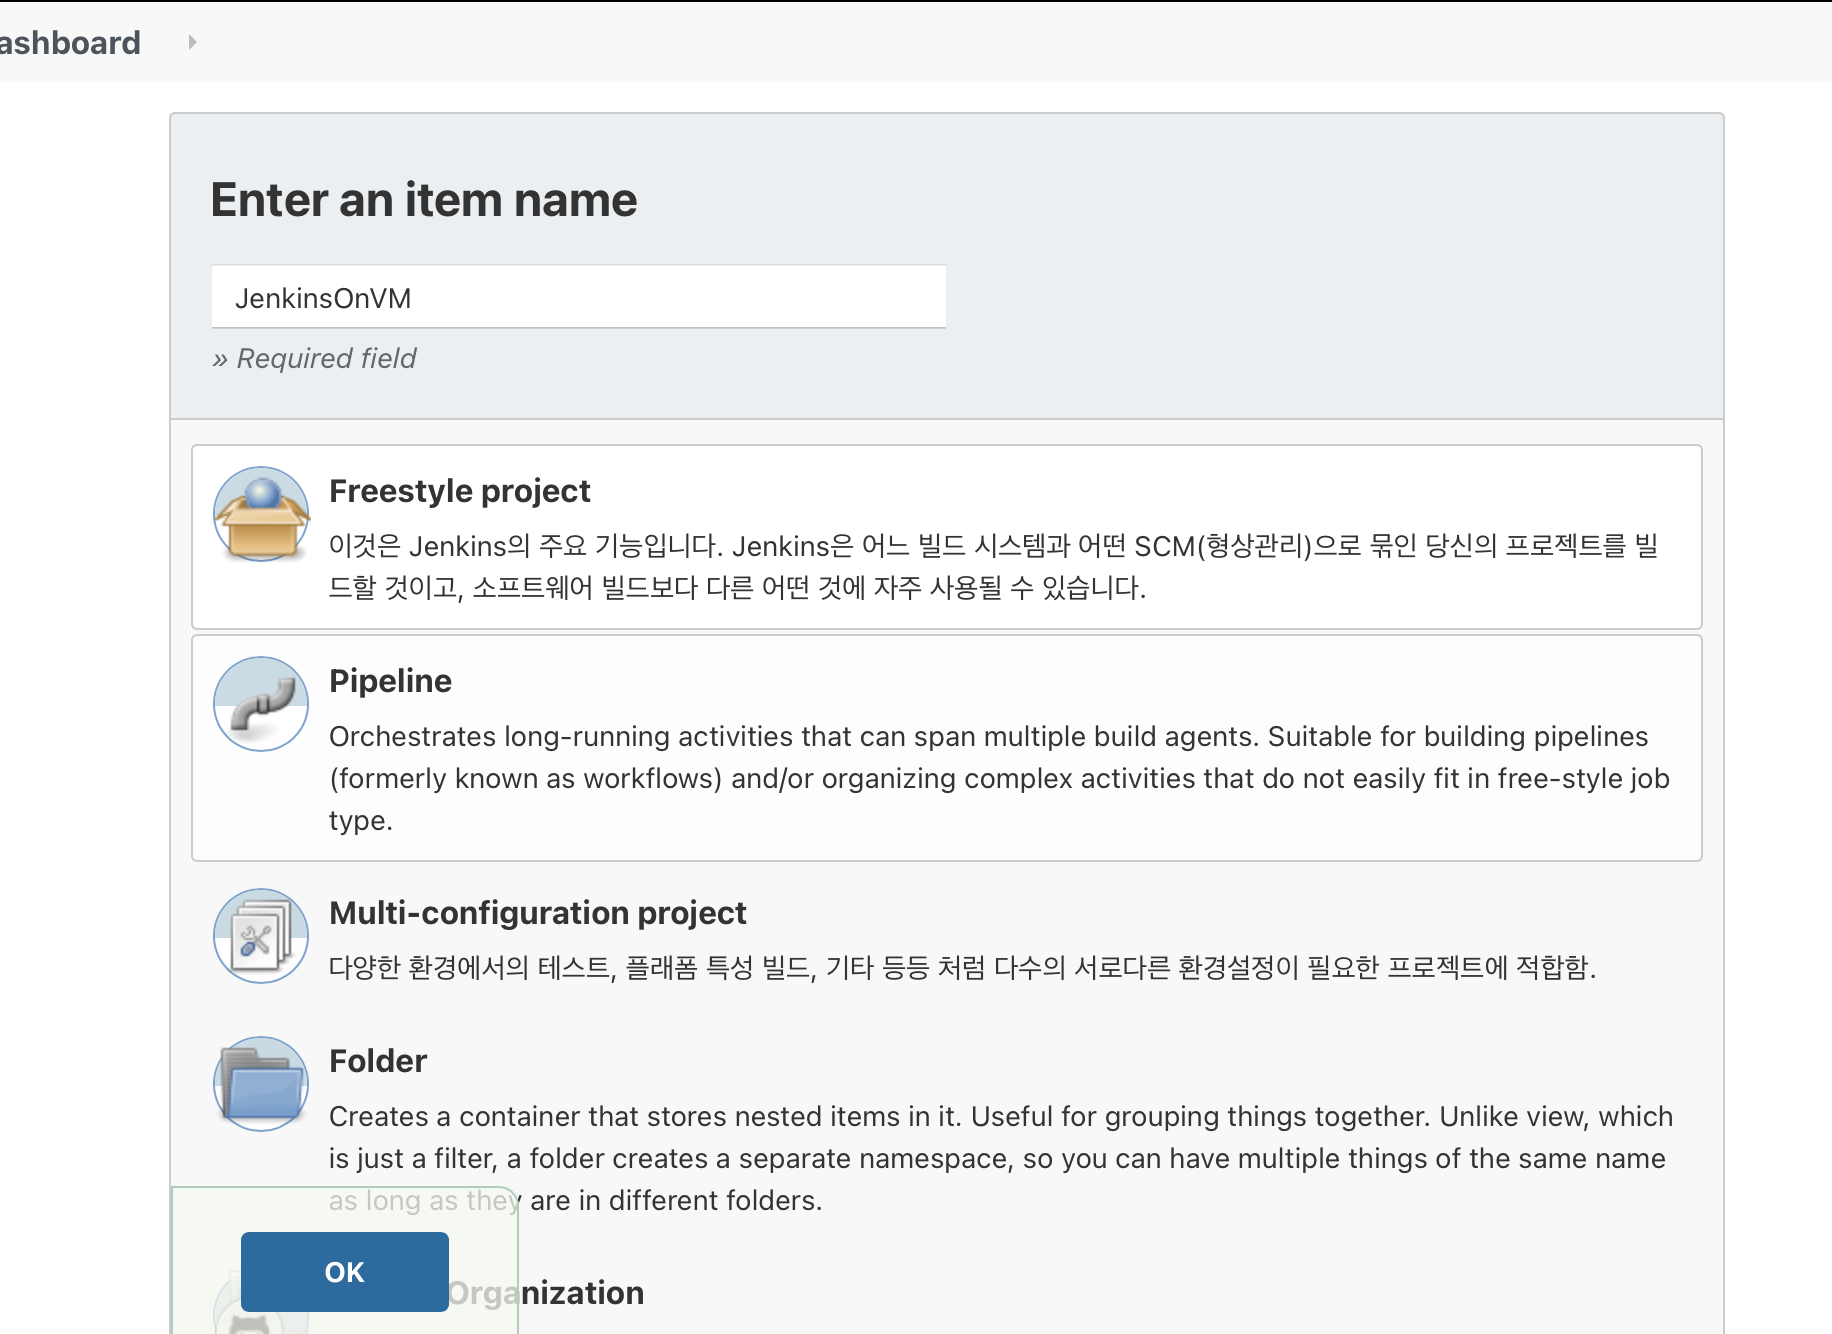 ashboard
Enter an item name
JenkinsOnVM
» Required field
Freestyle project
이것은 Jenkins의 주요 기능입니다. Jenkins은 어느 빌드 시스템과 어떤 SCM(형상관리)으로 묶인 당신의 프로젝트를 빌
드할 것이고, 소프트웨어 빌드보다 다른 어떤 것에 자주 사용될 수 있습니다.
Pipeline
Orchestrates long-running activities that can span multiple build agents. Suitable for building pipelines
(formerly known as workflows) and/or organizing complex activities that do not easily fit in free-style job
type.
Multi-configuration project
다양한 환경에서의 테스트, 플래폼 특성 빌드, 기타 등등 처럼 다수의 서로다른 환경설정이 필요한 프로젝트에 적합함.
Folder
Creates a container that stores nested items in it. Useful for grouping things together. Unlike view, which
is just a filter, a folder creates a separate namespace, so you can have multiple things of the same name
as long as they are in different folders.
OK
Organization